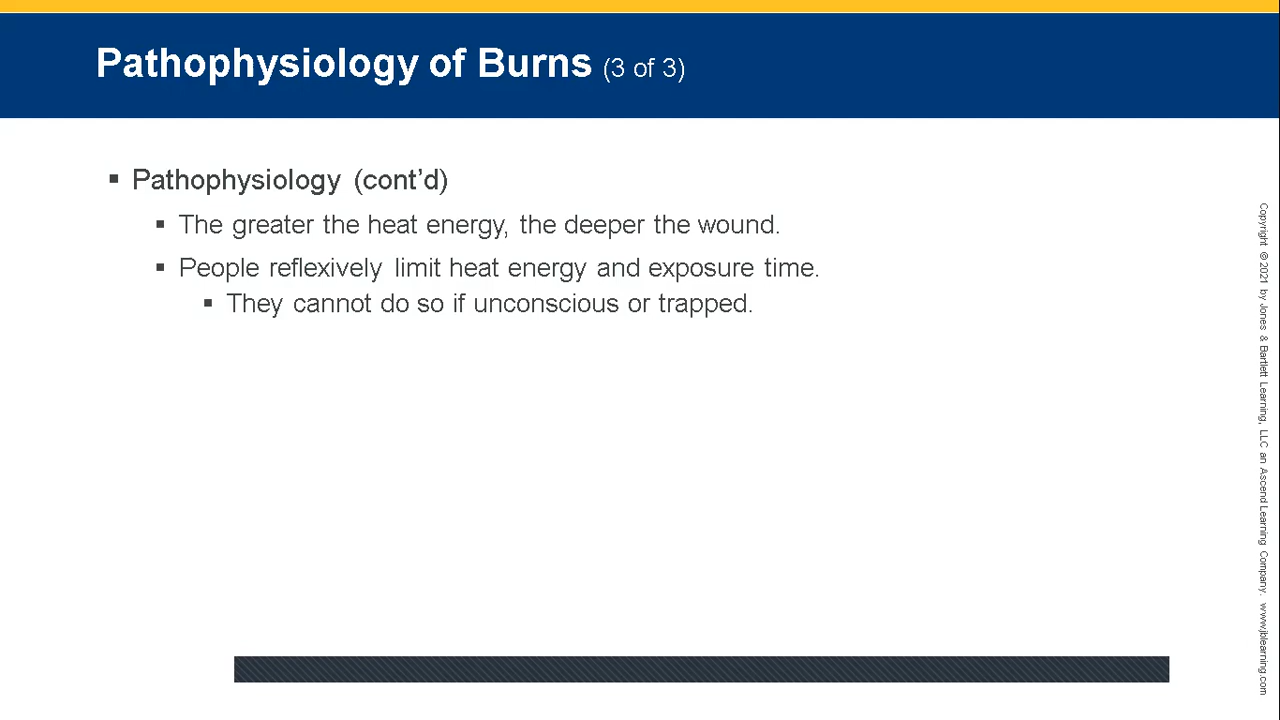 Pathophysiology of Burns (3 of 3)
▪ Pathophysiology (cont’d)
▪ The greater the heat energy, the deeper the wound.
▪ People reflexively limit heat energy and exposure time.
▪ They cannot do so if unconscious or trapped.
Copyright © 2021 by Jones & Bartlett Learning, LLC an Ascend Learning Company. www.jblearning.com